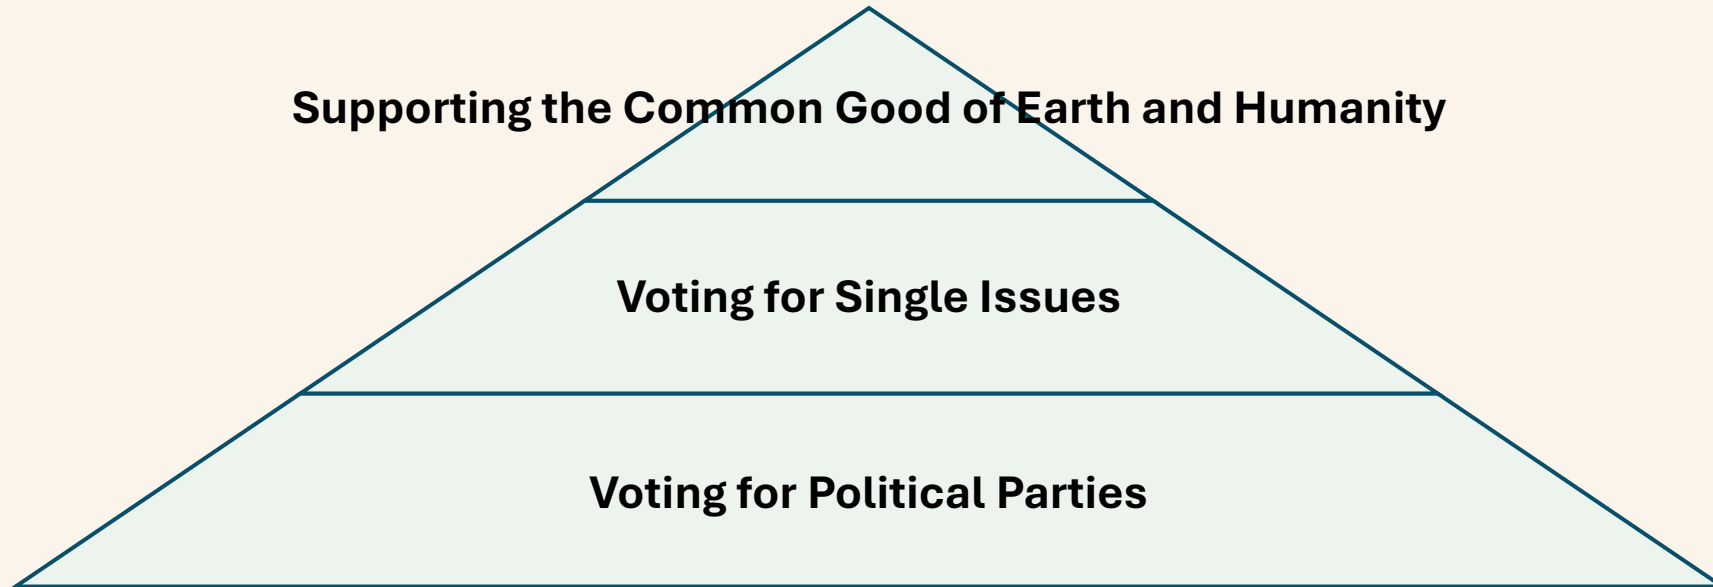 Supporting the Common Good of Earth and Humanity
Voting for Single Issues
Voting for Political Parties